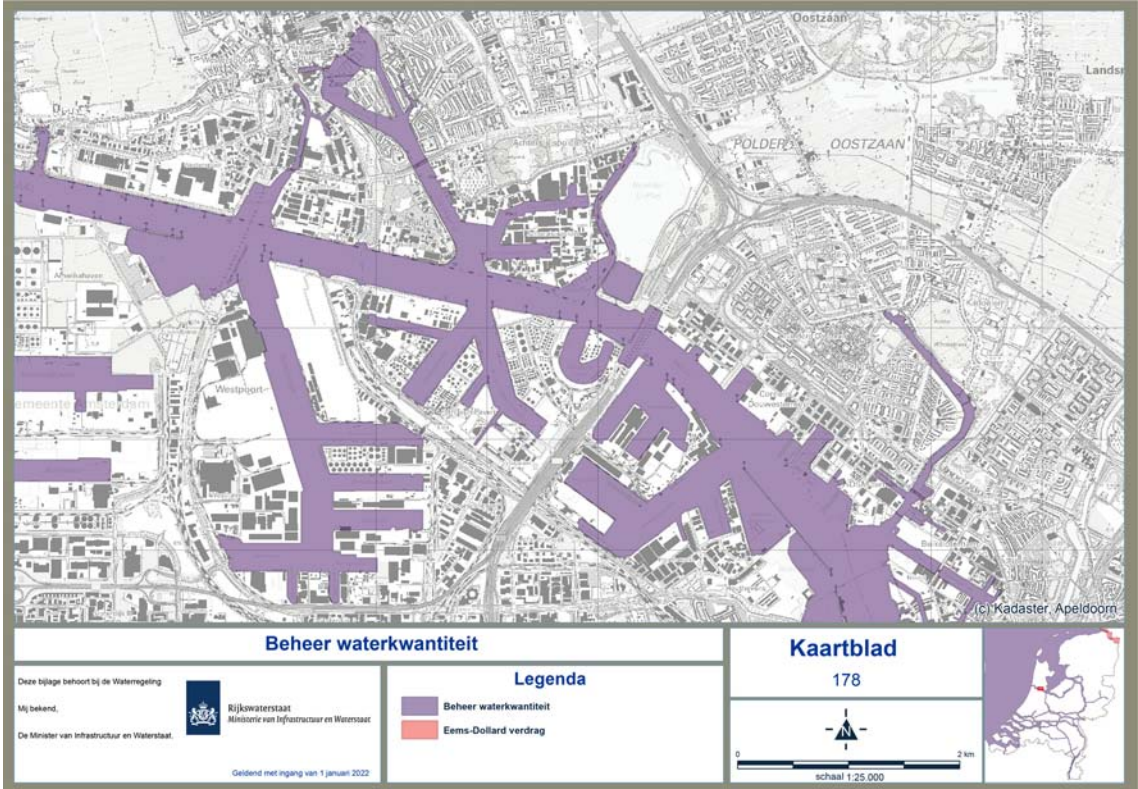 Oostzaan
Landsm
POLDER OOSTZAAN
Westpoort
(c) Kadaster, Apeldoorn
Beheer waterkwantiteit
Deze bijlage behoort bij de Waterregeling
Mij bekend,
De Minister van Infrastructuur en Waterstaat.
Rijkswaterstaat
Ministerie van Infrastructuur en Waterstaat
Geldend met ingang van 1 januari 2022
Legenda
Beheer waterkwantiteit
Eems-Dollard verdrag
Kaartblad
178
N
0 2 km
schaal 1:25.000